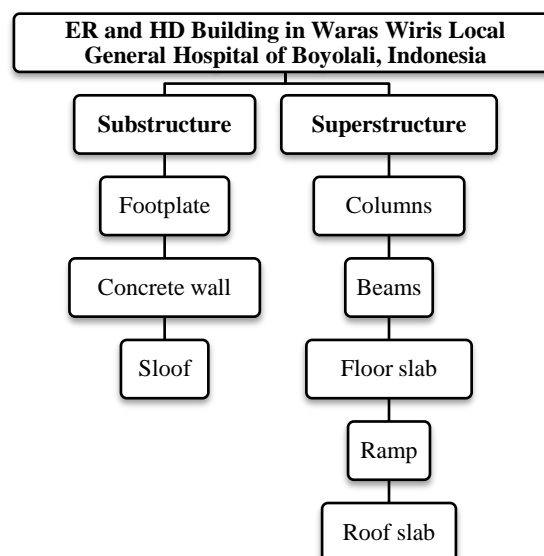 ER and HD Building in Waras Wiris Local
General Hospital of Boyolali, Indonesia
Substructure
Footplate
Concrete wall
Sloof
Superstructure
Columns
Beams
Floor slab
Ramp
Roof slab